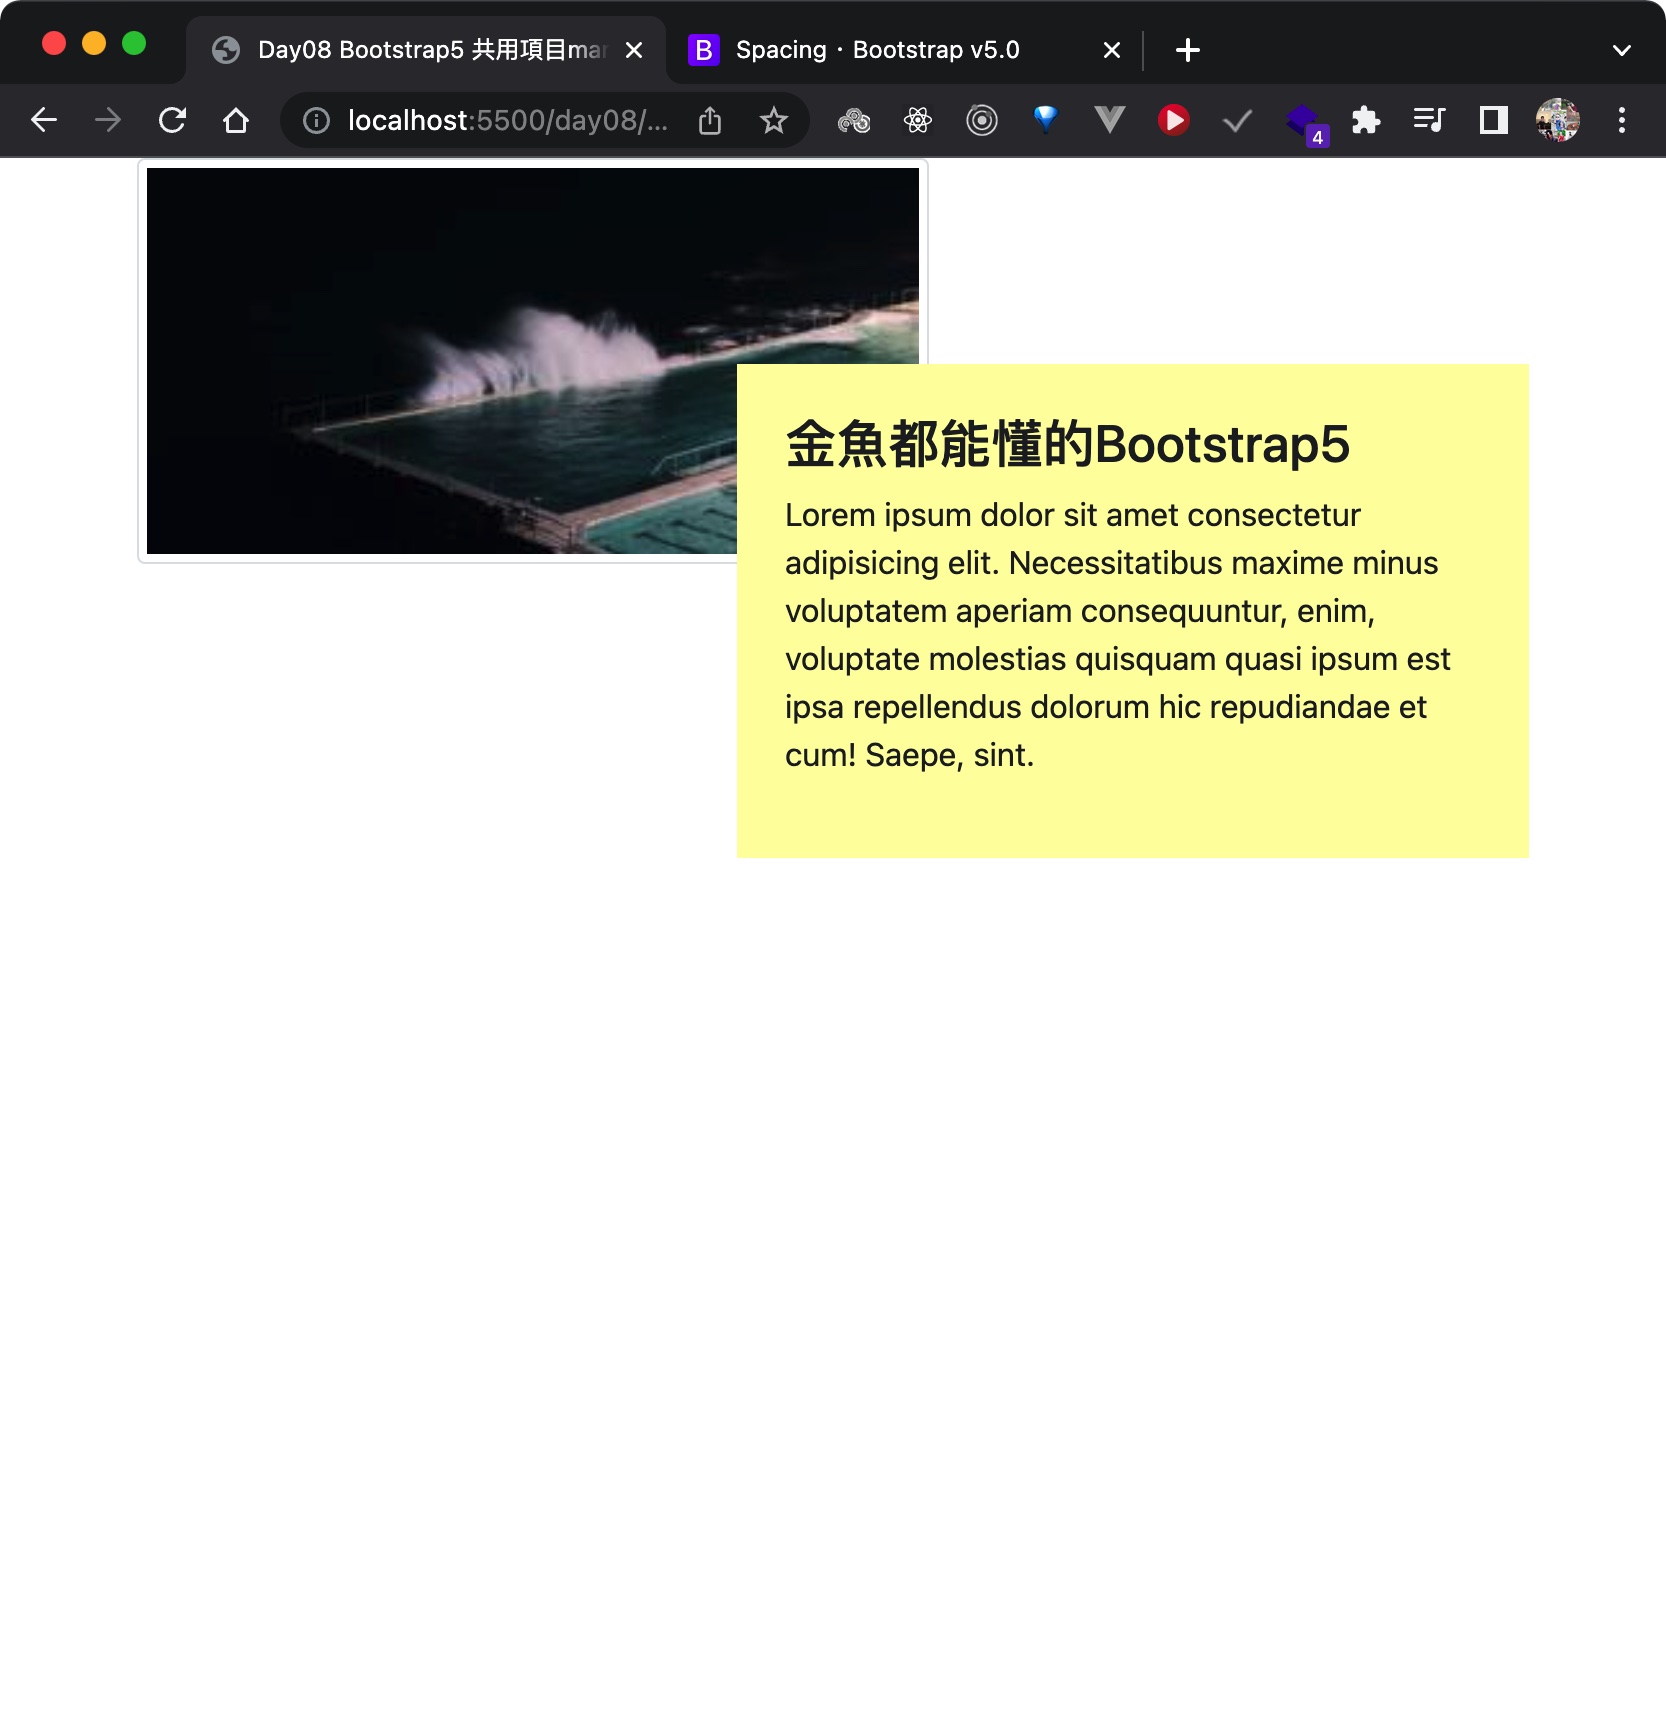 Day08 Bootstrap5 共用項目mar
B Spacing · Bootstrap v5.0
localhost:5500/day08/...
4
金魚都能懂的Bootstrap5
Lorem ipsum dolor sit amet consectetur
adipisicing elit. Necessitatibus maxime minus
voluptatem aperiam consequuntur, enim,
voluptate molestias quisquam quasi ipsum est
ipsa repellendus dolorum hic repudiandae et
cum! Saepe, sint.